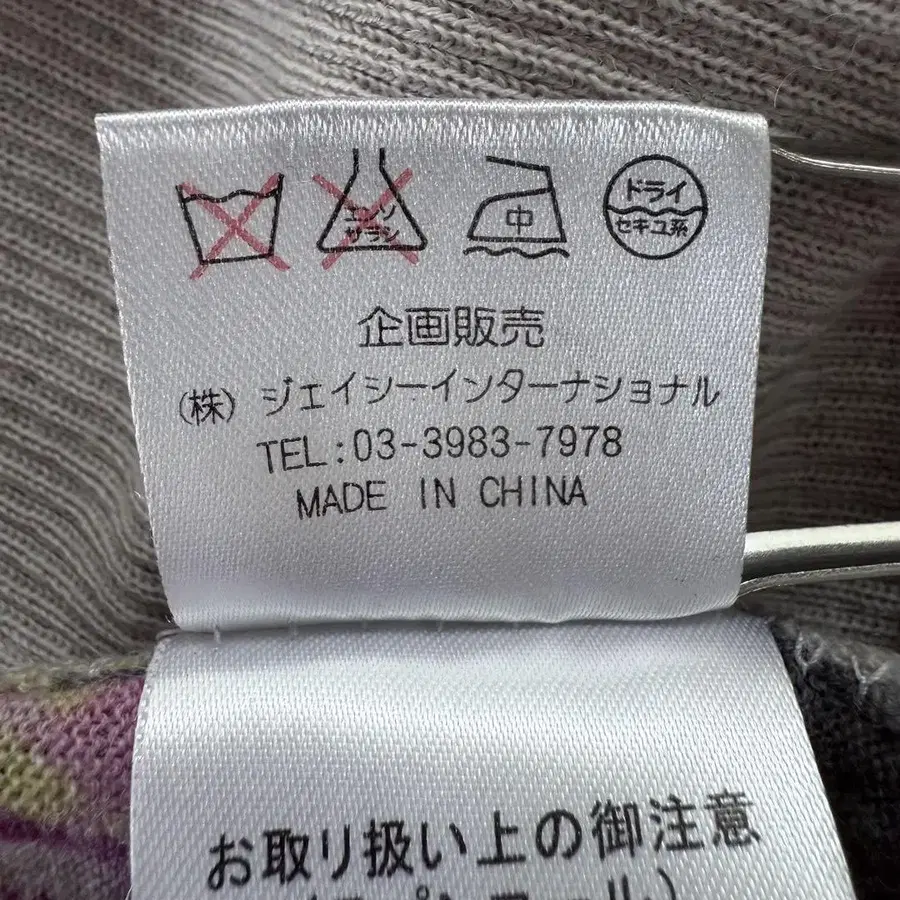 エンソ
サラシ
中
ドライ
セキユ系
企画販売
(株) ジェイシーインターナショナル
TEL:03-3983-7978
MADE IN CHINA
お取り扱い上の御注意